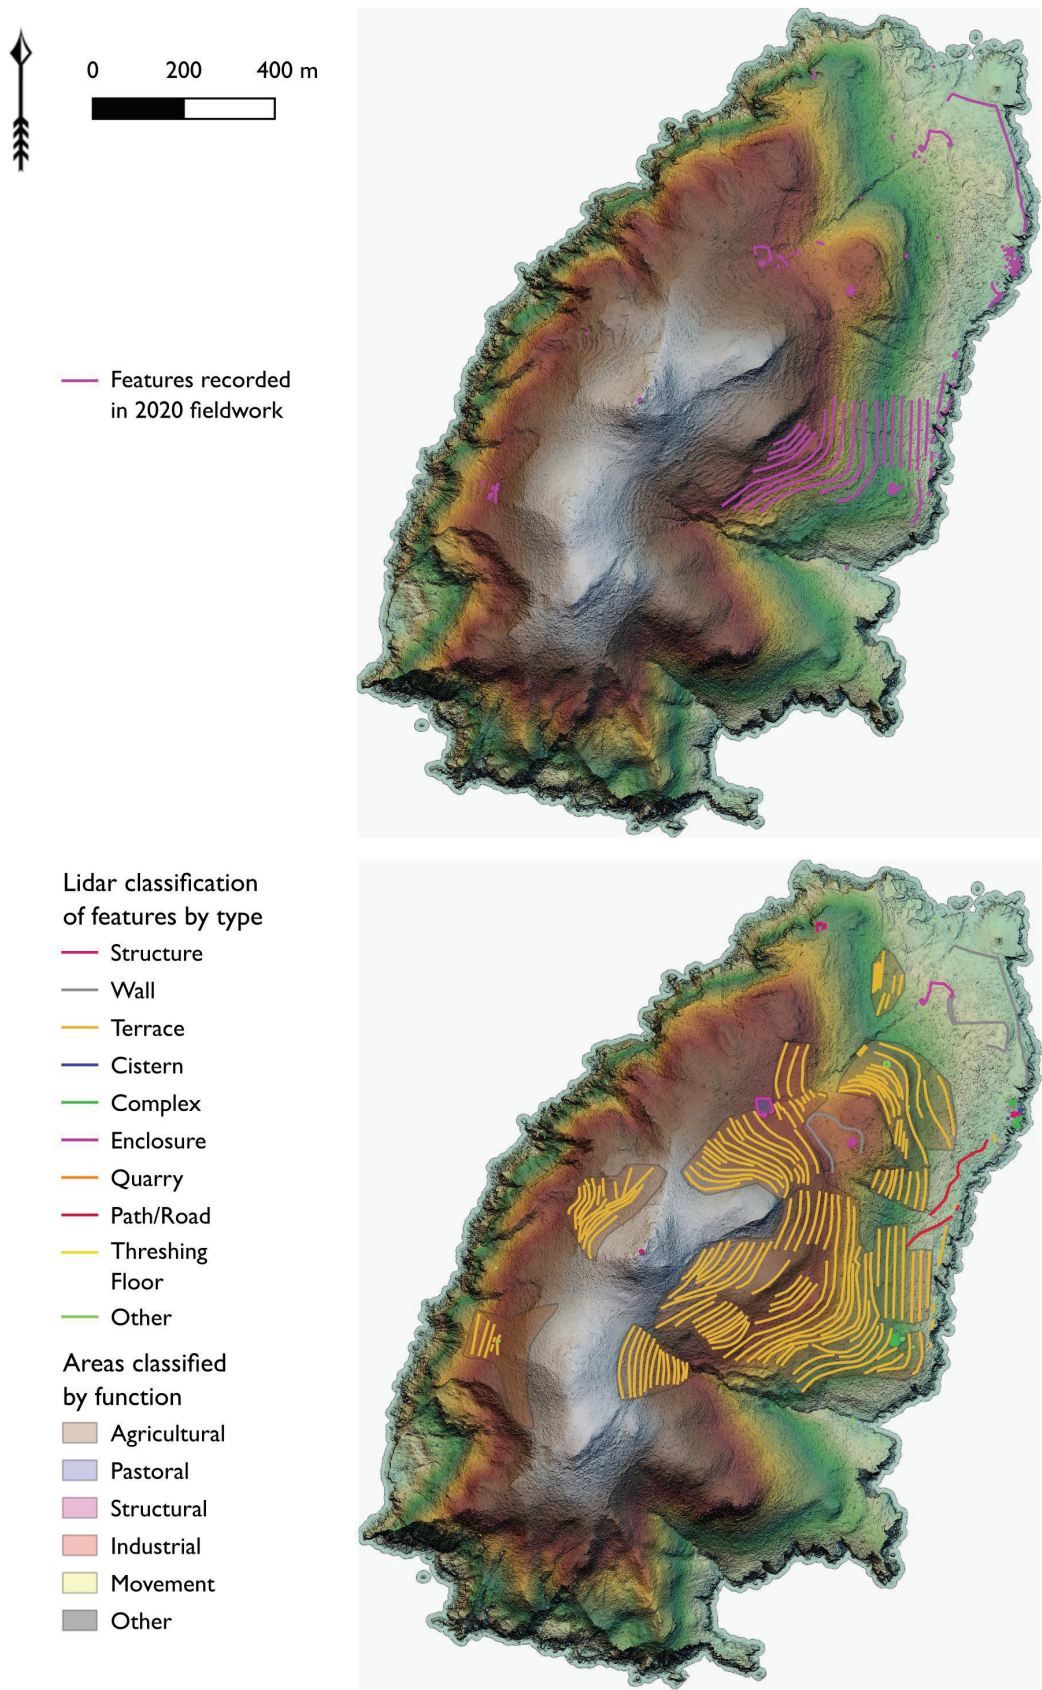 0 200 400 m
Features recorded
in 2020 fieldwork
Lidar classification
of features by type
Structure
Wall
Terrace
Cistern
Complex
Enclosure
Quarry
Path/Road
Threshing
Floor
Other
Areas classified
by function
Agricultural
Pastoral
Structural
Industrial
Movement
Other